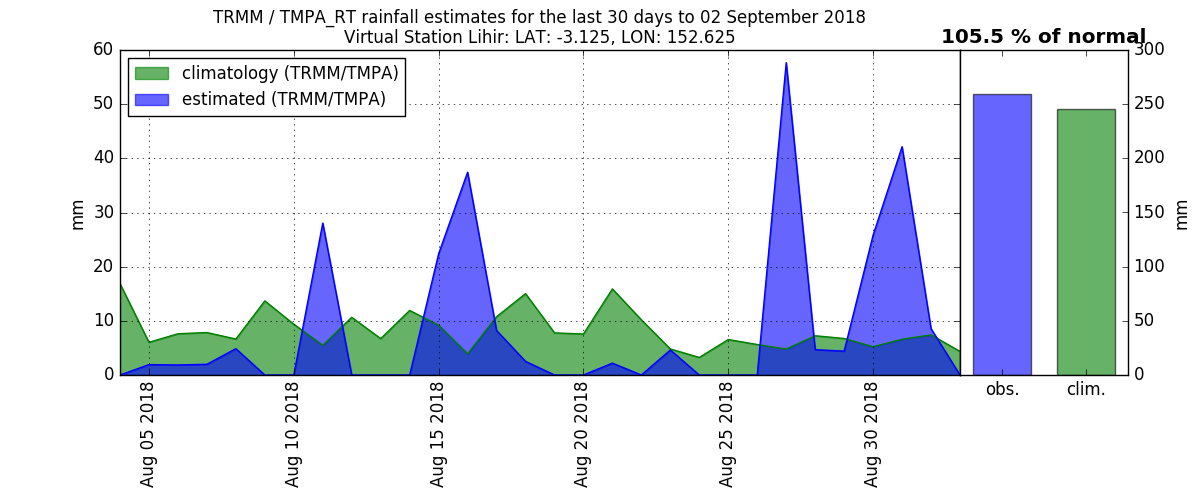 TRMM / TMPA_RT rainfall estimates for the last 30 days to 02 September 2018
Virtual Station Lihir: LAT: -3.125, LON: 152.625
105.5 % of normal
climatology (TRMM/TMPA)
estimated (TRMM/TMPA)
60
50
40
30
20
10
0
mm
Aug 05 2018
Aug 10 2018
Aug 15 2018
Aug 20 2018
Aug 25 2018
Aug 30 2018
obs.
clim.
300
250
200
150
100
50
0
mm